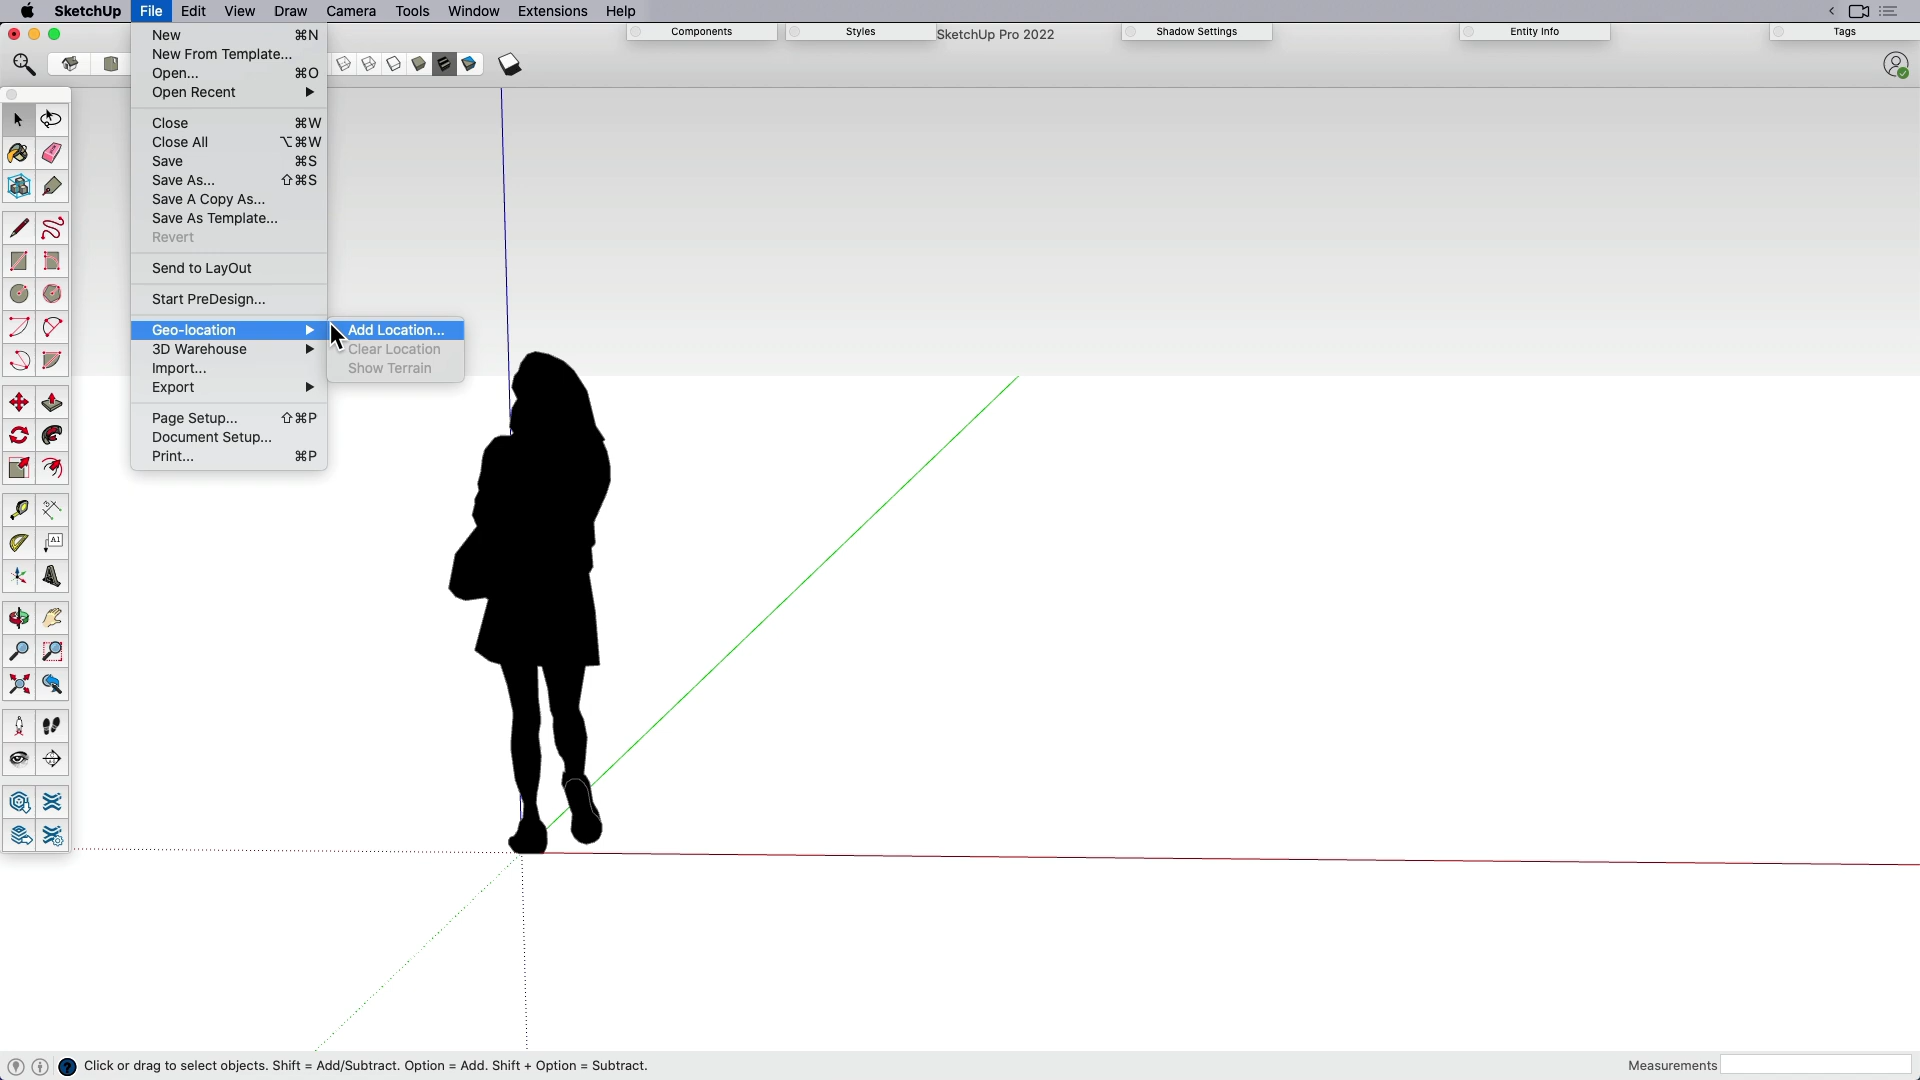 SketchUp File Edit View Draw Camera Tools Window Extensions Help
Components Styles SketchUp Pro 2022 Shadow Settings Entity Info Tags
New ⌘N
New From Template...
Open... ⌘O
Open Recent
Close ⌘W
Close All ⌥⌘W
Save ⌘S
Save As... ⇧⌘S
Save A Copy As...
Save As Template...
Revert
Send to LayOut
Start PreDesign...
Geo-location
3D Warehouse
Import...
Export
Page Setup... ⇧⌘P
Document Setup...
Print... ⌘P
Add Location...
Clear Location
Show Terrain
A1
Click or drag to select objects. Shift = Add/Subtract. Option = Add. Shift + Option = Subtract.
Measurements